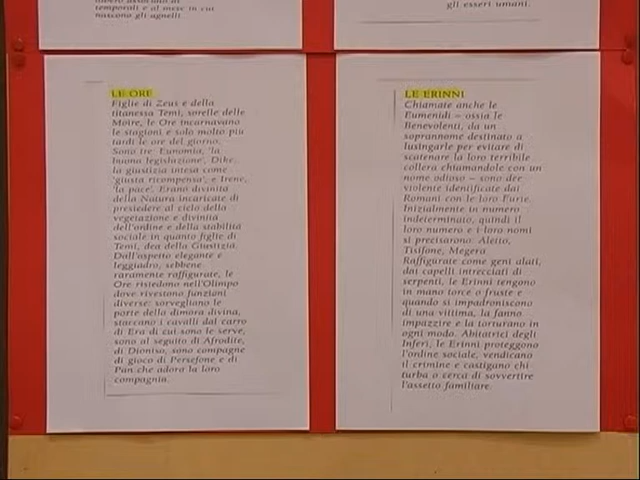 temporali e al mese in cui
nascono gli agnelli.
gli esseri umani.
LE ORE
Figlie di Zeus e della
titanessa Temi, sorelle delle
Moire, le Ore incarnavano
le stagioni e solo molto più
tardi le ore del giorno.
Sono tre: Eunomia, 'la
buona legislazione', Dike,
la giustizia intesa come
'giusta ricompensa', e Irene,
'la pace'. Erano divinità
della Natura incaricate di
presiedere al ciclo della
vegetazione e divinità
dell'ordine e della stabilità
sociale in quanto figlie di
Temi, dea della Giustizia.
Dall'aspetto elegante e
leggiadro, sebbene
raramente raffigurate, le
Ore risiedono nell'Olimpo
dove rivestono funzioni
diverse: sorvegliano le
porte della dimora divina,
staccano i cavalli dal carro
di Era di cui sono le serve,
sono al seguito di Afrodite,
di Dioniso, sono compagne
di gioco di Persefone e di
Pan che adora la loro
compagnia.
LE ERINNI
Chiamate anche le
Eumenidi – ossia le
Benevolenti, da un
soprannome destinato a
lusingarle per evitare di
scatenare la loro terribile
collera chiamandole con un
nome odioso – sono dee
violente identificate dai
Romani con le loro Furie.
Inizialmente in numero
indeterminato, quindi il
loro numero e i loro nomi
si precisarono: Aletto,
Tisifone, Megera.
Raffigurate come geni alati,
dai capelli intrecciati di
serpenti, le Erinni tengono
in mano torce o fruste e
quando si impadroniscono
di una vittima, la fanno
impazzire e la torturano in
ogni modo. Abitatrici degli
Inferi, le Erinni proteggono
l'ordine sociale, vendicano
il crimine e castigano chi
turba o cerca di sovvertire
l'assetto familiare.